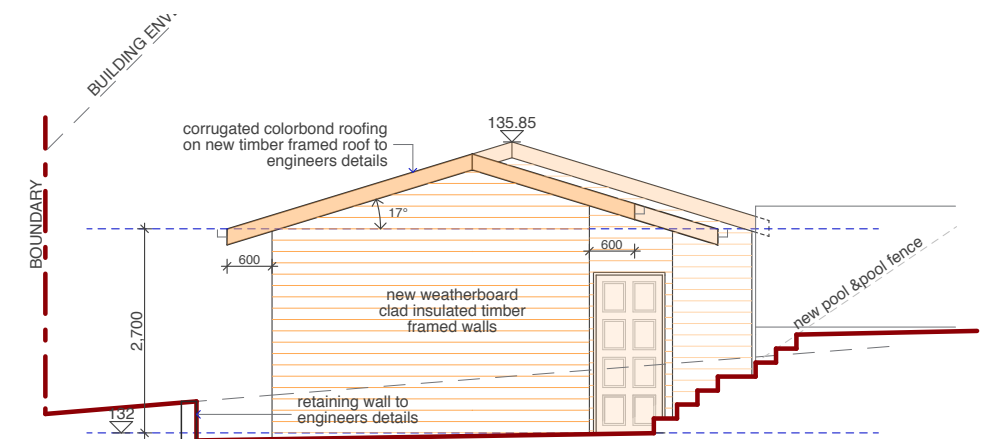 BUILDING
135.85
corrugated colorbond roofing
on new timber framed roof to
engineers details
BOUNDARY
17°
600
600
new weatherboard
clad insulated timber
framed walls
new pool &pool fence
2,700
retaining wall to
engineers details
132